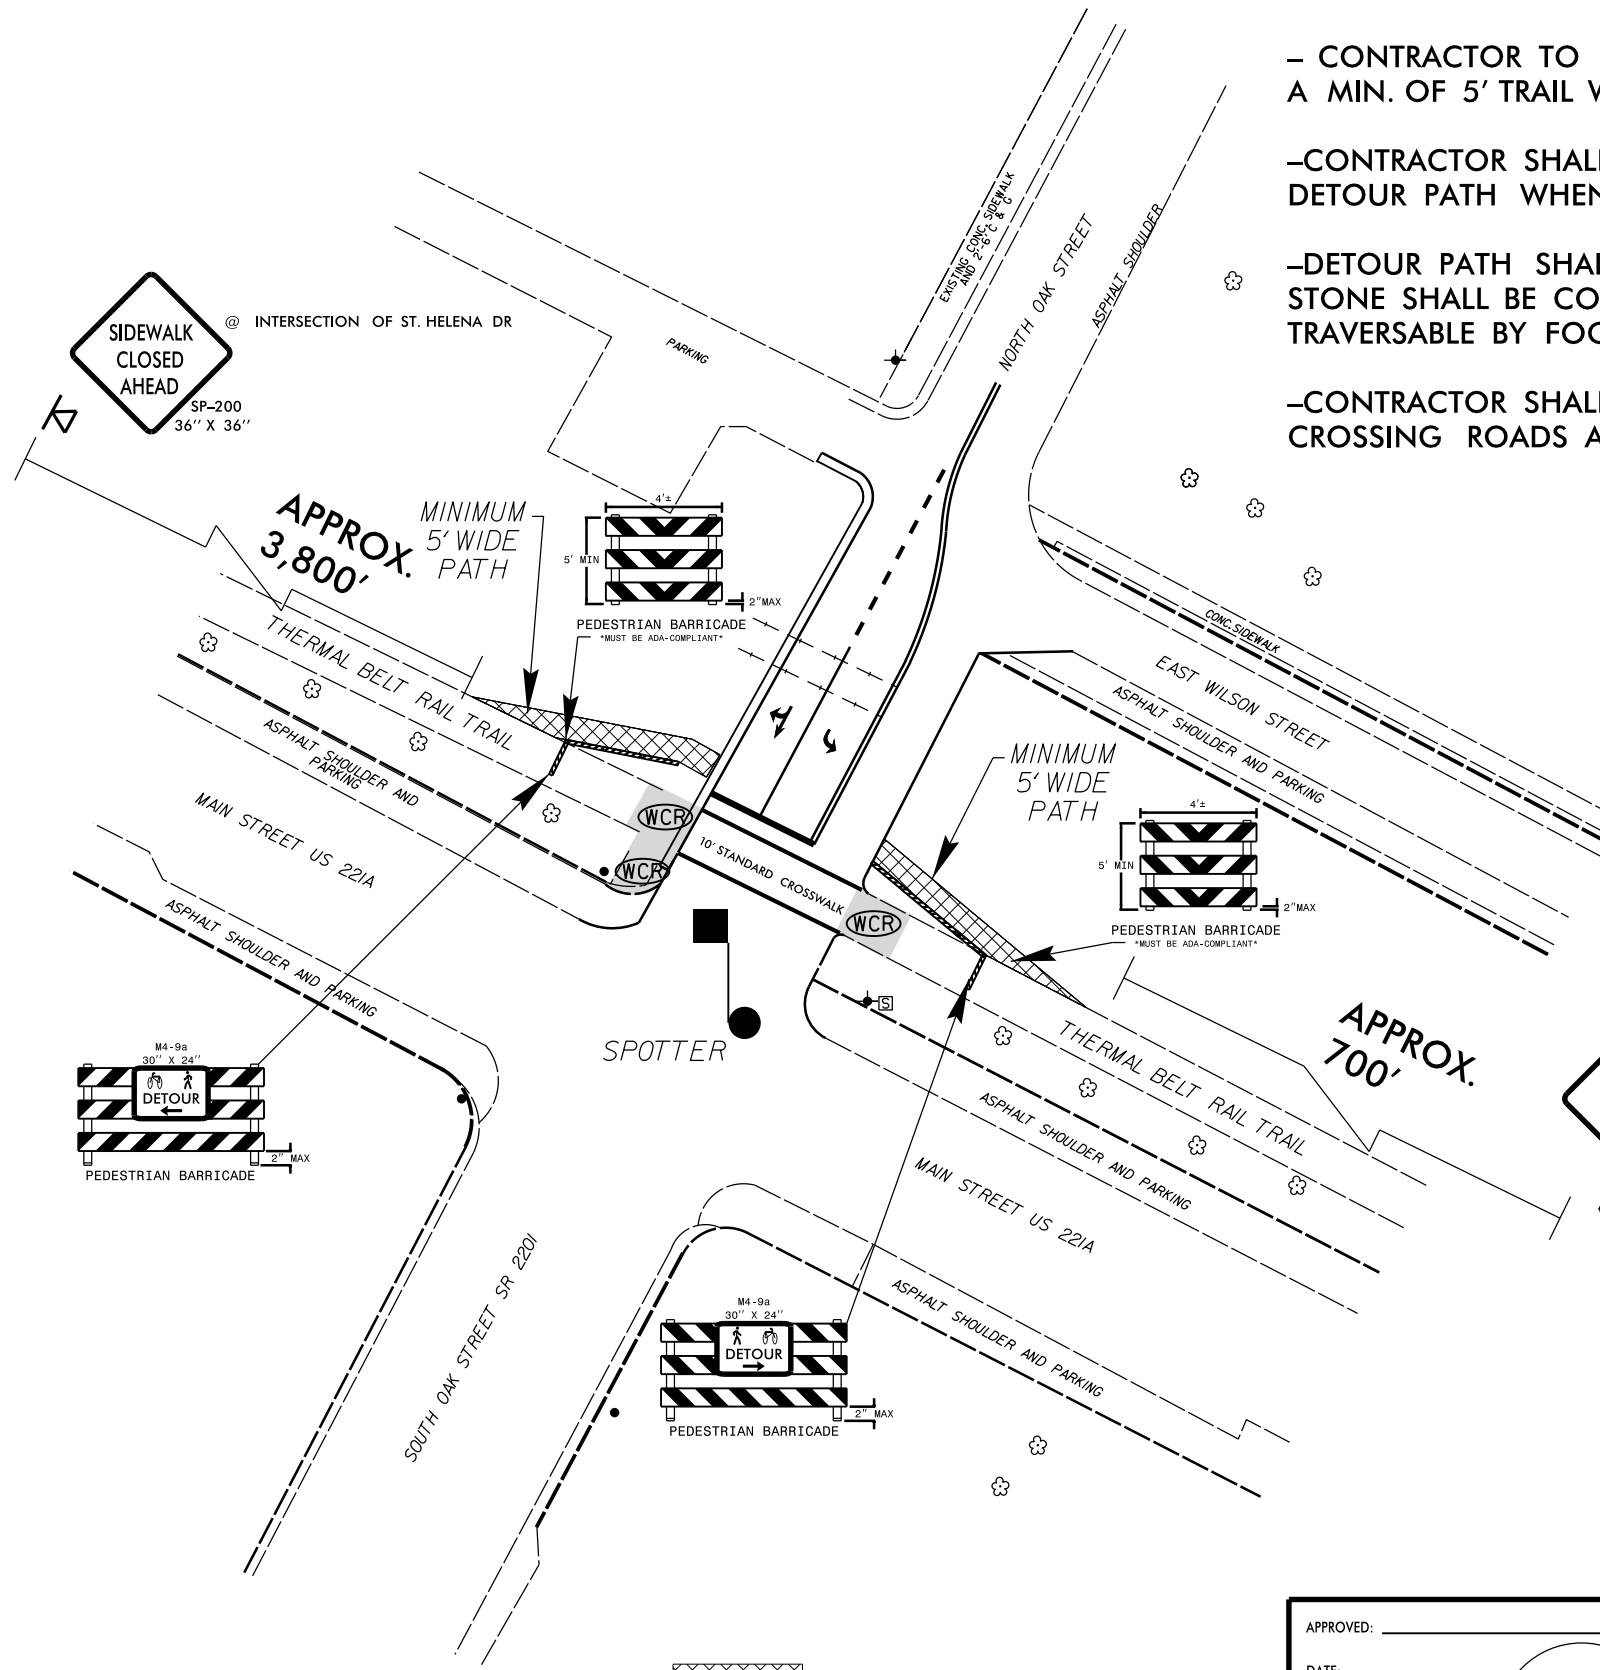 – CONTRACTOR TO
A MIN. OF 5' TRAIL
–CONTRACTOR
DETOUR PATH
–DETOUR PATH
STONE SHALL BE
TRAVERSABLE BY
–CONTRACTOR
CROSSING ROADS
EXISTING CONC. SIDEWALK
AND 2'-6" C & G
NORTH OAK STREET
ASPHALT SHOULDER
SIDEWALK
CLOSED
AHEAD
@ INTERSECTION OF ST. HELENA DR
SP–200
36" X 36"
PARKING
APPROX.
3,800'
MINIMUM
5' WIDE
PATH
4'±
5' MIN
2"MAX
PEDESTRIAN BARRICADE
*MUST BE ADA-COMPLIANT*
THERMAL BELT RAIL TRAIL
ASPHALT SHOULDER AND
PARKING
MAIN STREET US 221A
ASPHALT SHOULDER AND PARKING
CONC. SIDEWALK
EAST WILSON STREET
ASPHALT SHOULDER AND PARKING
MINIMUM
5' WIDE
PATH
4'±
5' MIN
2"MAX
PEDESTRIAN BARRICADE
*MUST BE ADA-COMPLIANT*
WCR
WCR
10' STANDARD CROSSWALK
WCR
S
SPOTTER
APPROX.
700'
THERMAL BELT RAIL TRAIL
ASPHALT SHOULDER AND PARKING
MAIN STREET US 221A
ASPHALT SHOULDER AND PARKING
M4-9a
30" X 24"
DETOUR
2" MAX
PEDESTRIAN BARRICADE
SOUTH OAK STREET SR 2201
M4-9a
30" X 24"
DETOUR
2" MAX
PEDESTRIAN BARRICADE
APPROVED: